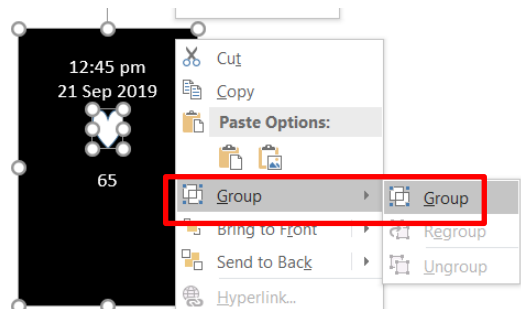 12:45 pm
21 Sep 2019
65
Cut
Copy
Paste Options:
Group
Bring to Front
Send to Back
Hyperlink...
Group
Regroup
Ungroup